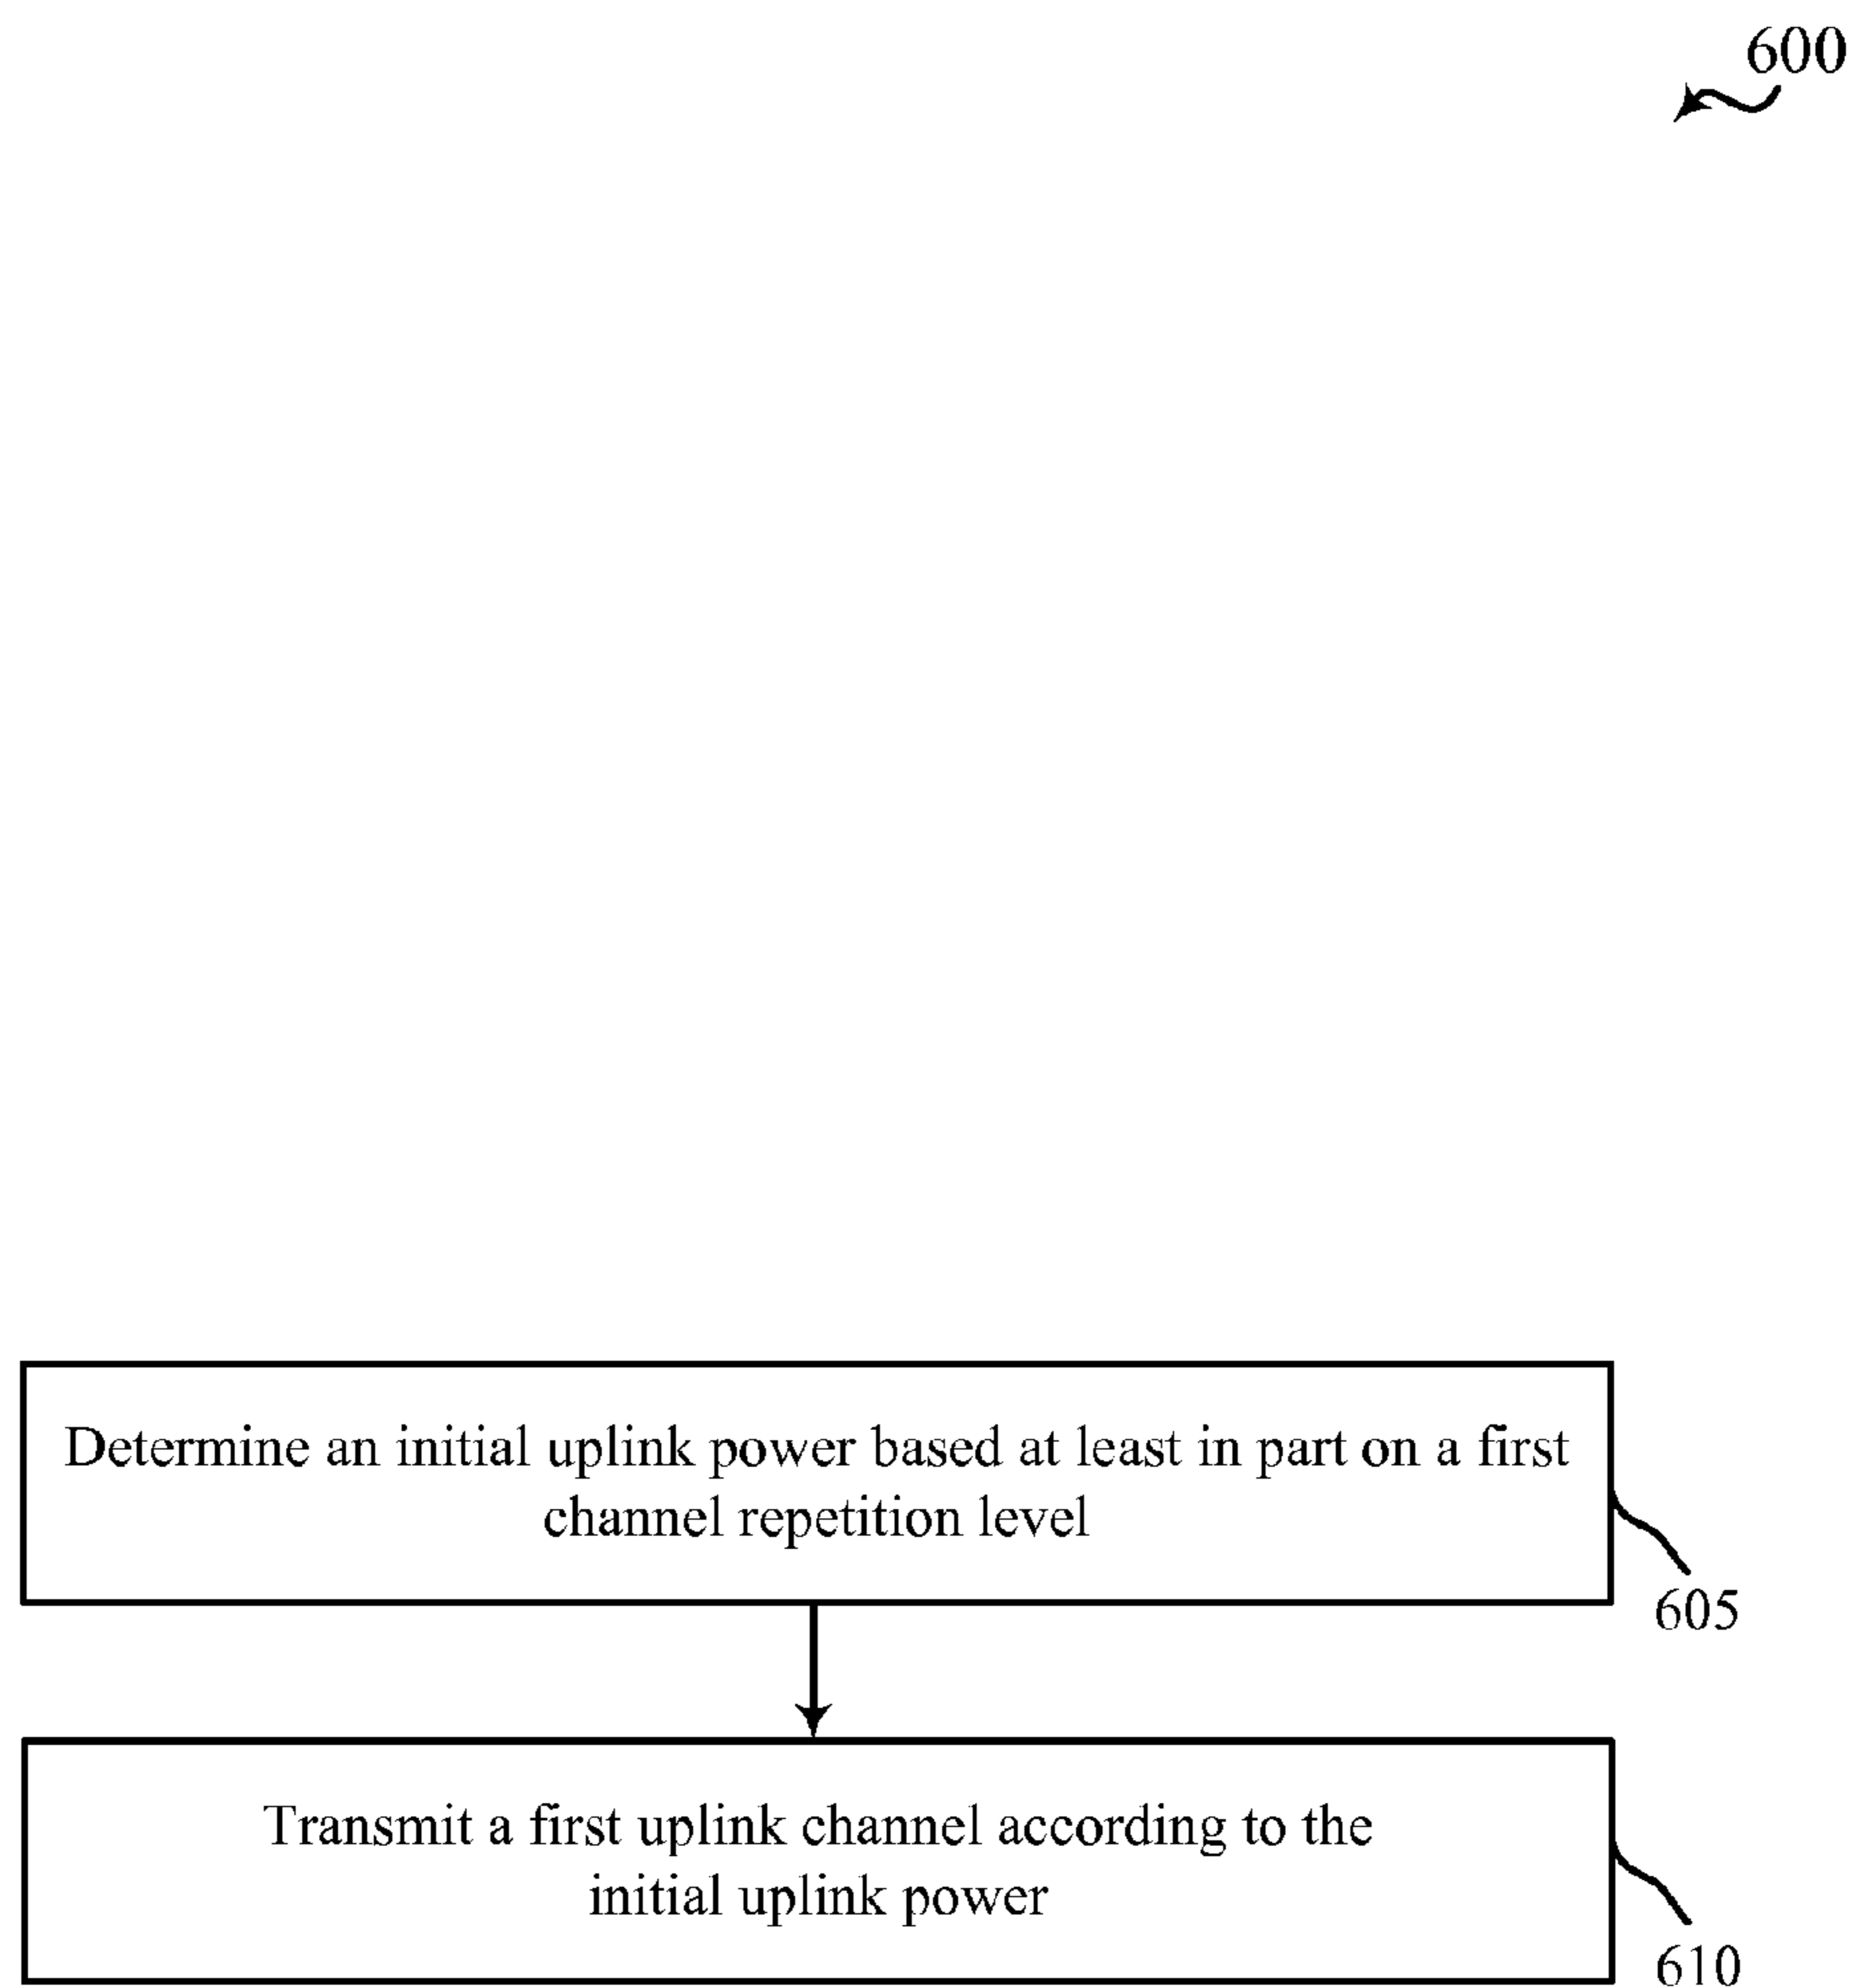 600
Determine an initial uplink power based at least in part on a first
channel repetition level
605
Transmit a first uplink channel according to the
initial uplink power
610